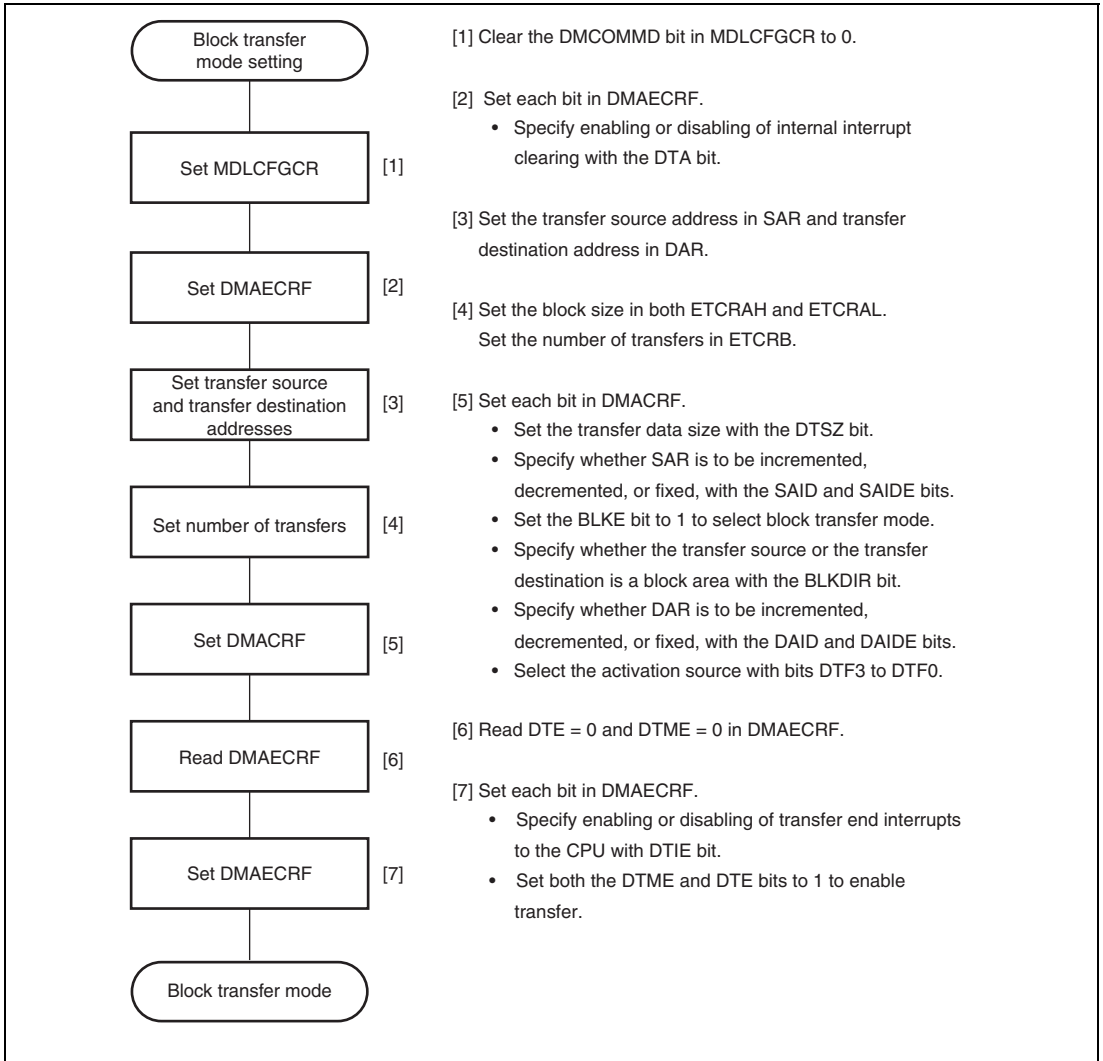 Block transfer
mode setting
Set MDLCFGCR
[1]
Set DMAECRF
[2]
Set transfer source
and transfer destination
addresses
[3]
Set number of transfers
[4]
Set DMACRF
[5]
Read DMAECRF
[6]
Set DMAECRF
[7]
Block transfer mode
[1] Clear the DMCOMMD bit in MDLCFGCR to 0.
[2] Set each bit in DMAECRF.
• Specify enabling or disabling of internal interrupt
clearing with the DTA bit.
[3] Set the transfer source address in SAR and transfer
destination address in DAR.
[4] Set the block size in both ETCRAH and ETCRAL.
Set the number of transfers in ETCRB.
[5] Set each bit in DMACRF.
• Set the transfer data size with the DTSZ bit.
• Specify whether SAR is to be incremented,
decremented, or fixed, with the SAID and SAIDE bits.
• Set the BLKE bit to 1 to select block transfer mode.
• Specify whether the transfer source or the transfer
destination is a block area with the BLKDIR bit.
• Specify whether DAR is to be incremented,
decremented, or fixed, with the DAID and DAIDE bits.
• Select the activation source with bits DTF3 to DTF0.
[6] Read DTE = 0 and DTME = 0 in DMAECRF.
[7] Set each bit in DMAECRF.
• Specify enabling or disabling of transfer end interrupts
to the CPU with DTIE bit.
• Set both the DTME and DTE bits to 1 to enable
transfer.